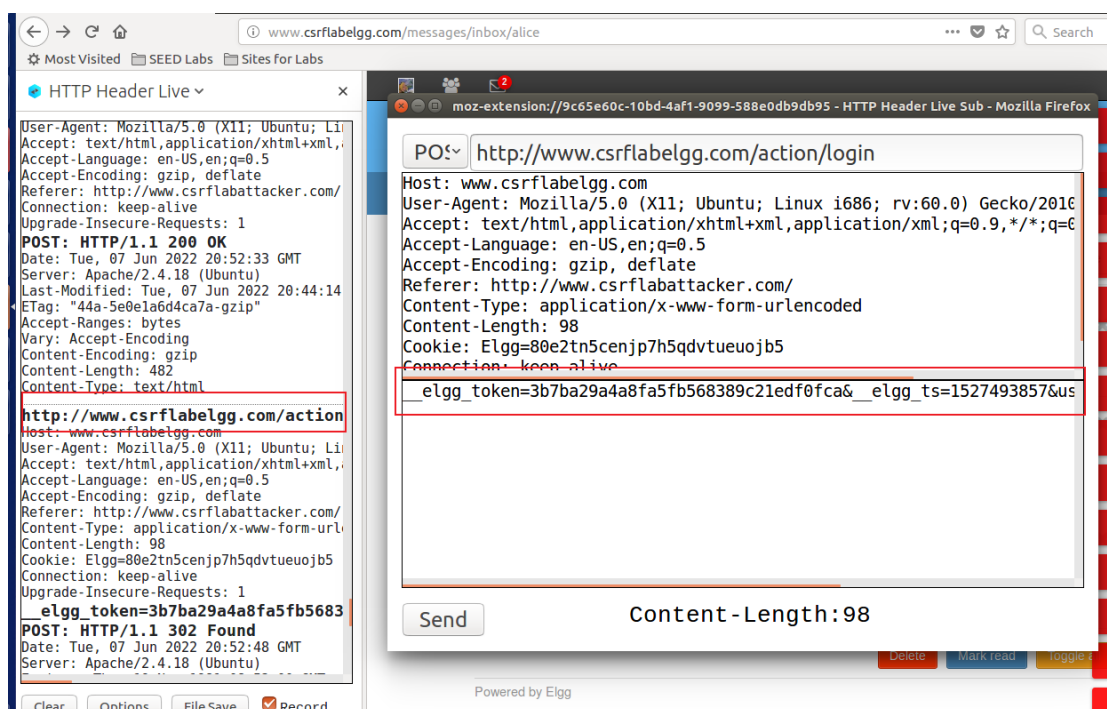 www.csrflabelgg.com/messages/inbox/alice
Search
Most Visited SEED Labs Sites for Labs
HTTP Header Live
2
User-Agent: Mozilla/5.0 (X11; Ubuntu; Li
Accept: text/html,application/xhtml+xml,
Accept-Language: en-US,en;q=0.5
Accept-Encoding: gzip, deflate
Referer: http://www.csrflabattacker.com/
Connection: keep-alive
Upgrade-Insecure-Requests: 1
POST: HTTP/1.1 200 OK
Date: Tue, 07 Jun 2022 20:52:33 GMT
Server: Apache/2.4.18 (Ubuntu)
Last-Modified: Tue, 07 Jun 2022 20:44:14
ETag: "44a-5e0e1a6d4ca7a-gzip"
Accept-Ranges: bytes
Vary: Accept-Encoding
Content-Encoding: gzip
Content-Length: 482
Content-Type: text/html
http://www.csrflabelgg.com/action
Host: www.csrflabelgg.com
User-Agent: Mozilla/5.0 (X11; Ubuntu; Li
Accept: text/html,application/xhtml+xml,
Accept-Language: en-US,en;q=0.5
Accept-Encoding: gzip, deflate
Referer: http://www.csrflabattacker.com/
Content-Type: application/x-www-form-url
Content-Length: 98
Cookie: Elgg=80e2tn5cenjp7h5qdvtueuojb5
Connection: keep-alive
Upgrade-Insecure-Requests: 1
__elgg_token=3b7ba29a4a8fa5fb5683
POST: HTTP/1.1 302 Found
Date: Tue, 07 Jun 2022 20:52:48 GMT
Server: Apache/2.4.18 (Ubuntu)
Clear Options File Save Record
moz-extension://9c65e60c-10bd-4af1-9099-588e0db9db95 - HTTP Header Live Sub - Mozilla Firefox
POS http://www.csrflabelgg.com/action/login
Host: www.csrflabelgg.com
User-Agent: Mozilla/5.0 (X11; Ubuntu; Linux i686; rv:60.0) Gecko/2010
Accept: text/html,application/xhtml+xml,application/xml;q=0.9,*/*;q=0
Accept-Language: en-US,en;q=0.5
Accept-Encoding: gzip, deflate
Referer: http://www.csrflabattacker.com/
Content-Type: application/x-www-form-urlencoded
Content-Length: 98
Cookie: Elgg=80e2tn5cenjp7h5qdvtueuojb5
Connection: keep-alive
__elgg_token=3b7ba29a4a8fa5fb568389c21edf0fca&__elgg_ts=1527493857&us
Send Content-Length:98
Delete Mark read Toggle
Powered by Elgg